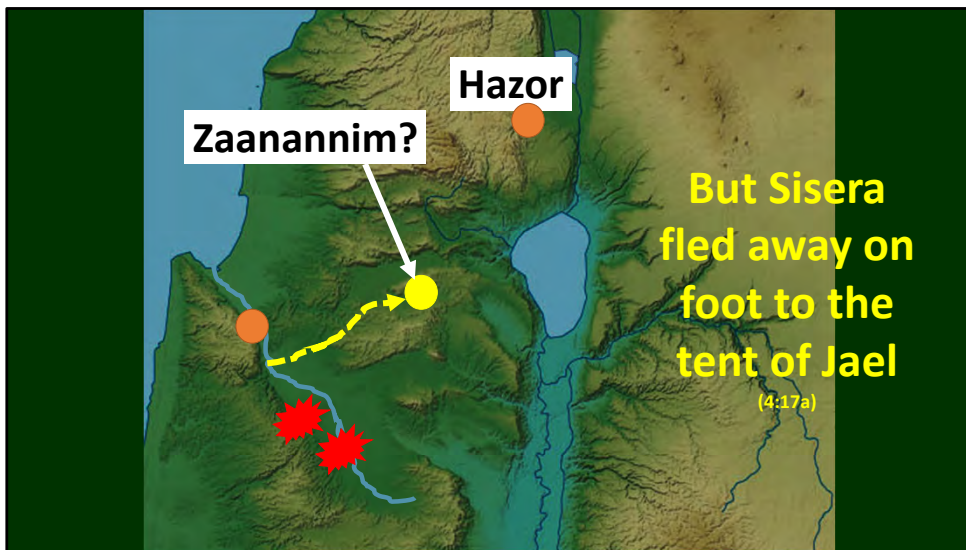 Hazor
Zaanannim?
But Sisera
fled away on
foot to the
tent of Jael
(4:17a)